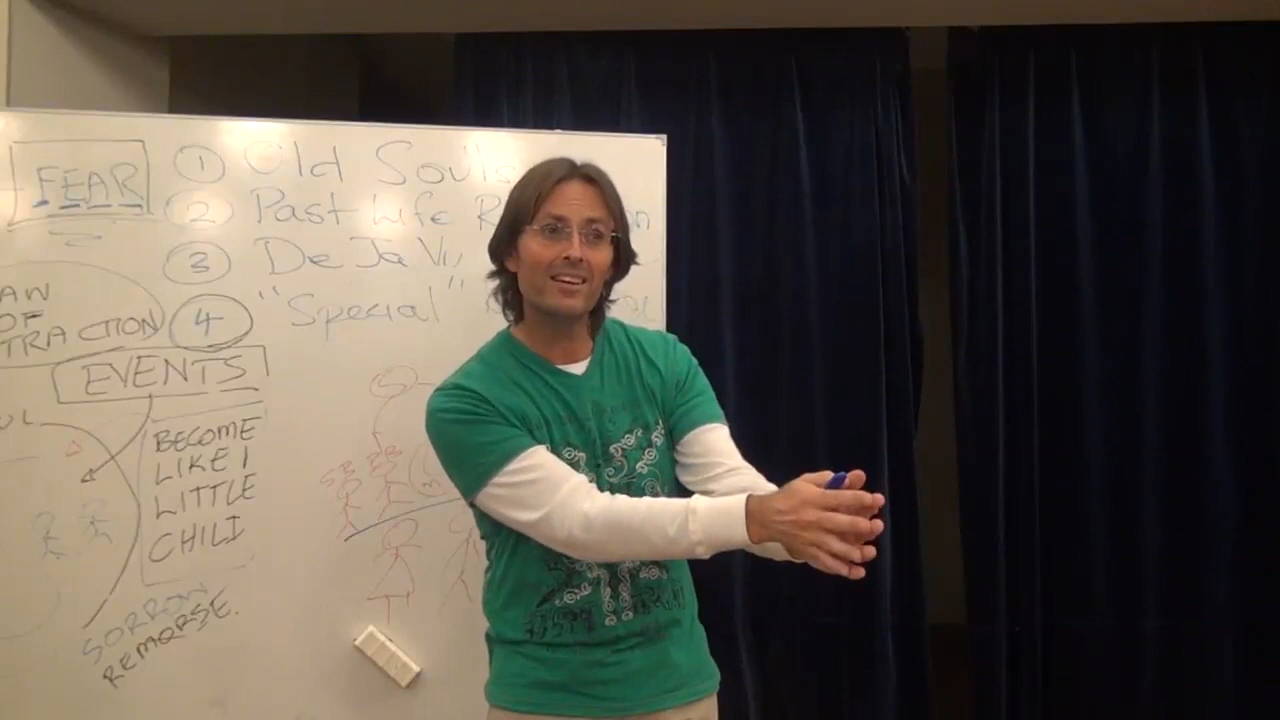 FEAR
1 Old Souls
2 Past Life
3 De Ja Vu
4 "Special"
AW
OF
TRACTION
EVENTS
UL
BECOME
LIKE
LITTLE
CHILI
SORROW
REMORSE.